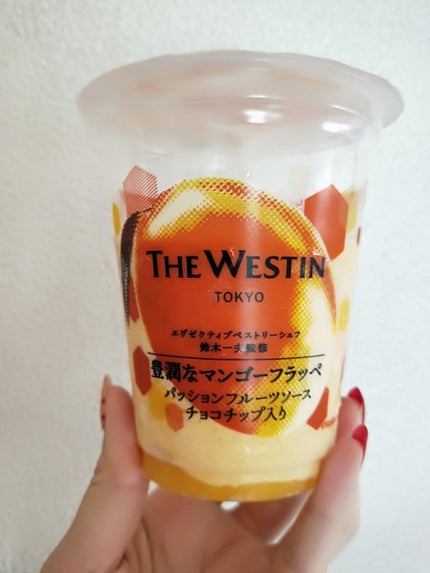 THE WESTIN
TOKYO
エグゼクティブペストリーシェフ
鈴木一夫監修
豊潤なマンゴーフラッペ
パッションフルーツソース
チョコチップ入り